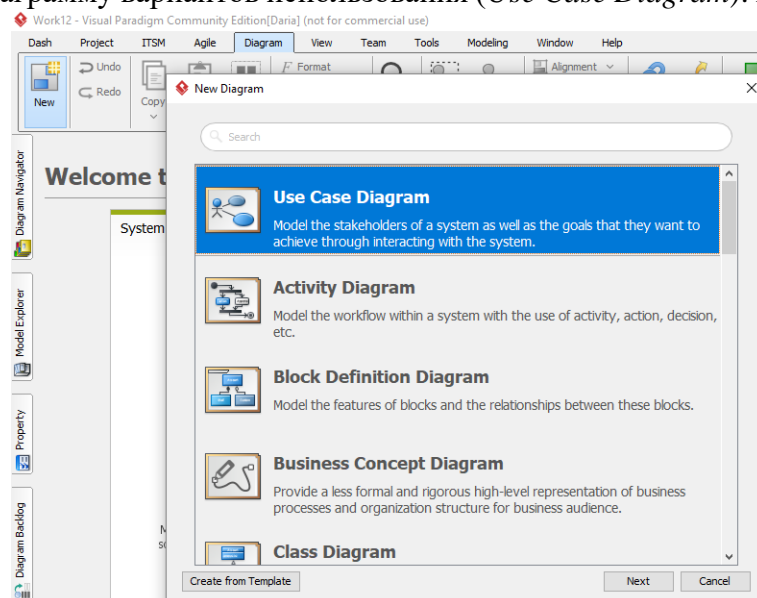 грамму вариантов использования (Use Case Diagram).
Work12 - Visual Paradigm Community Edition[Daria] (not for commercial use)
Dash Project ITSM Agile Diagram View Team Tools Modeling Window Help
New
Undo
Redo
Copy
Format
Alignment
New Diagram
Search
Diagram Navigator
Model Explorer
Property
Diagram Backlog
Welcome t
System
Use Case Diagram
Model the stakeholders of a system as well as the goals that they want to
achieve through interacting with the system.
Activity Diagram
Model the workflow within a system with the use of activity, action, decision,
etc.
Block Definition Diagram
Model the features of blocks and the relationships between these blocks.
Business Concept Diagram
Provide a less formal and rigorous high-level representation of business
processes and organization structure for business audience.
Class Diagram
Create from Template
Next
Cancel